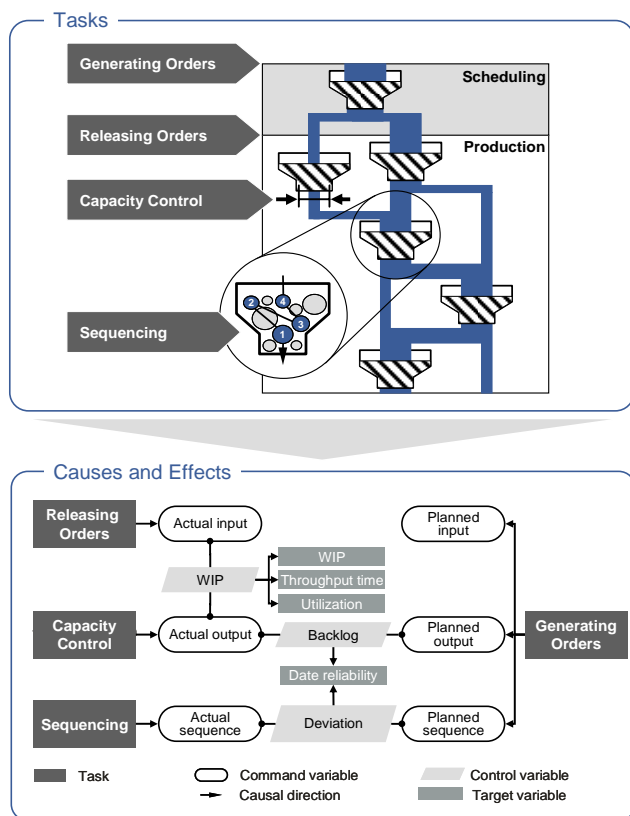 Tasks
Generating Orders
Scheduling
Releasing Orders
Production
Capacity Control
2
4
3
1
Sequencing
Causes and Effects
Releasing
Orders
Actual input
Planned
input
WIP
WIP
Throughput time
Utilization
Capacity
Control
Actual output
Backlog
Planned
output
Generating
Orders
Date reliability
Sequencing
Actual
sequence
Deviation
Planned
sequence
Task
Command variable
Control variable
Causal direction
Target variable